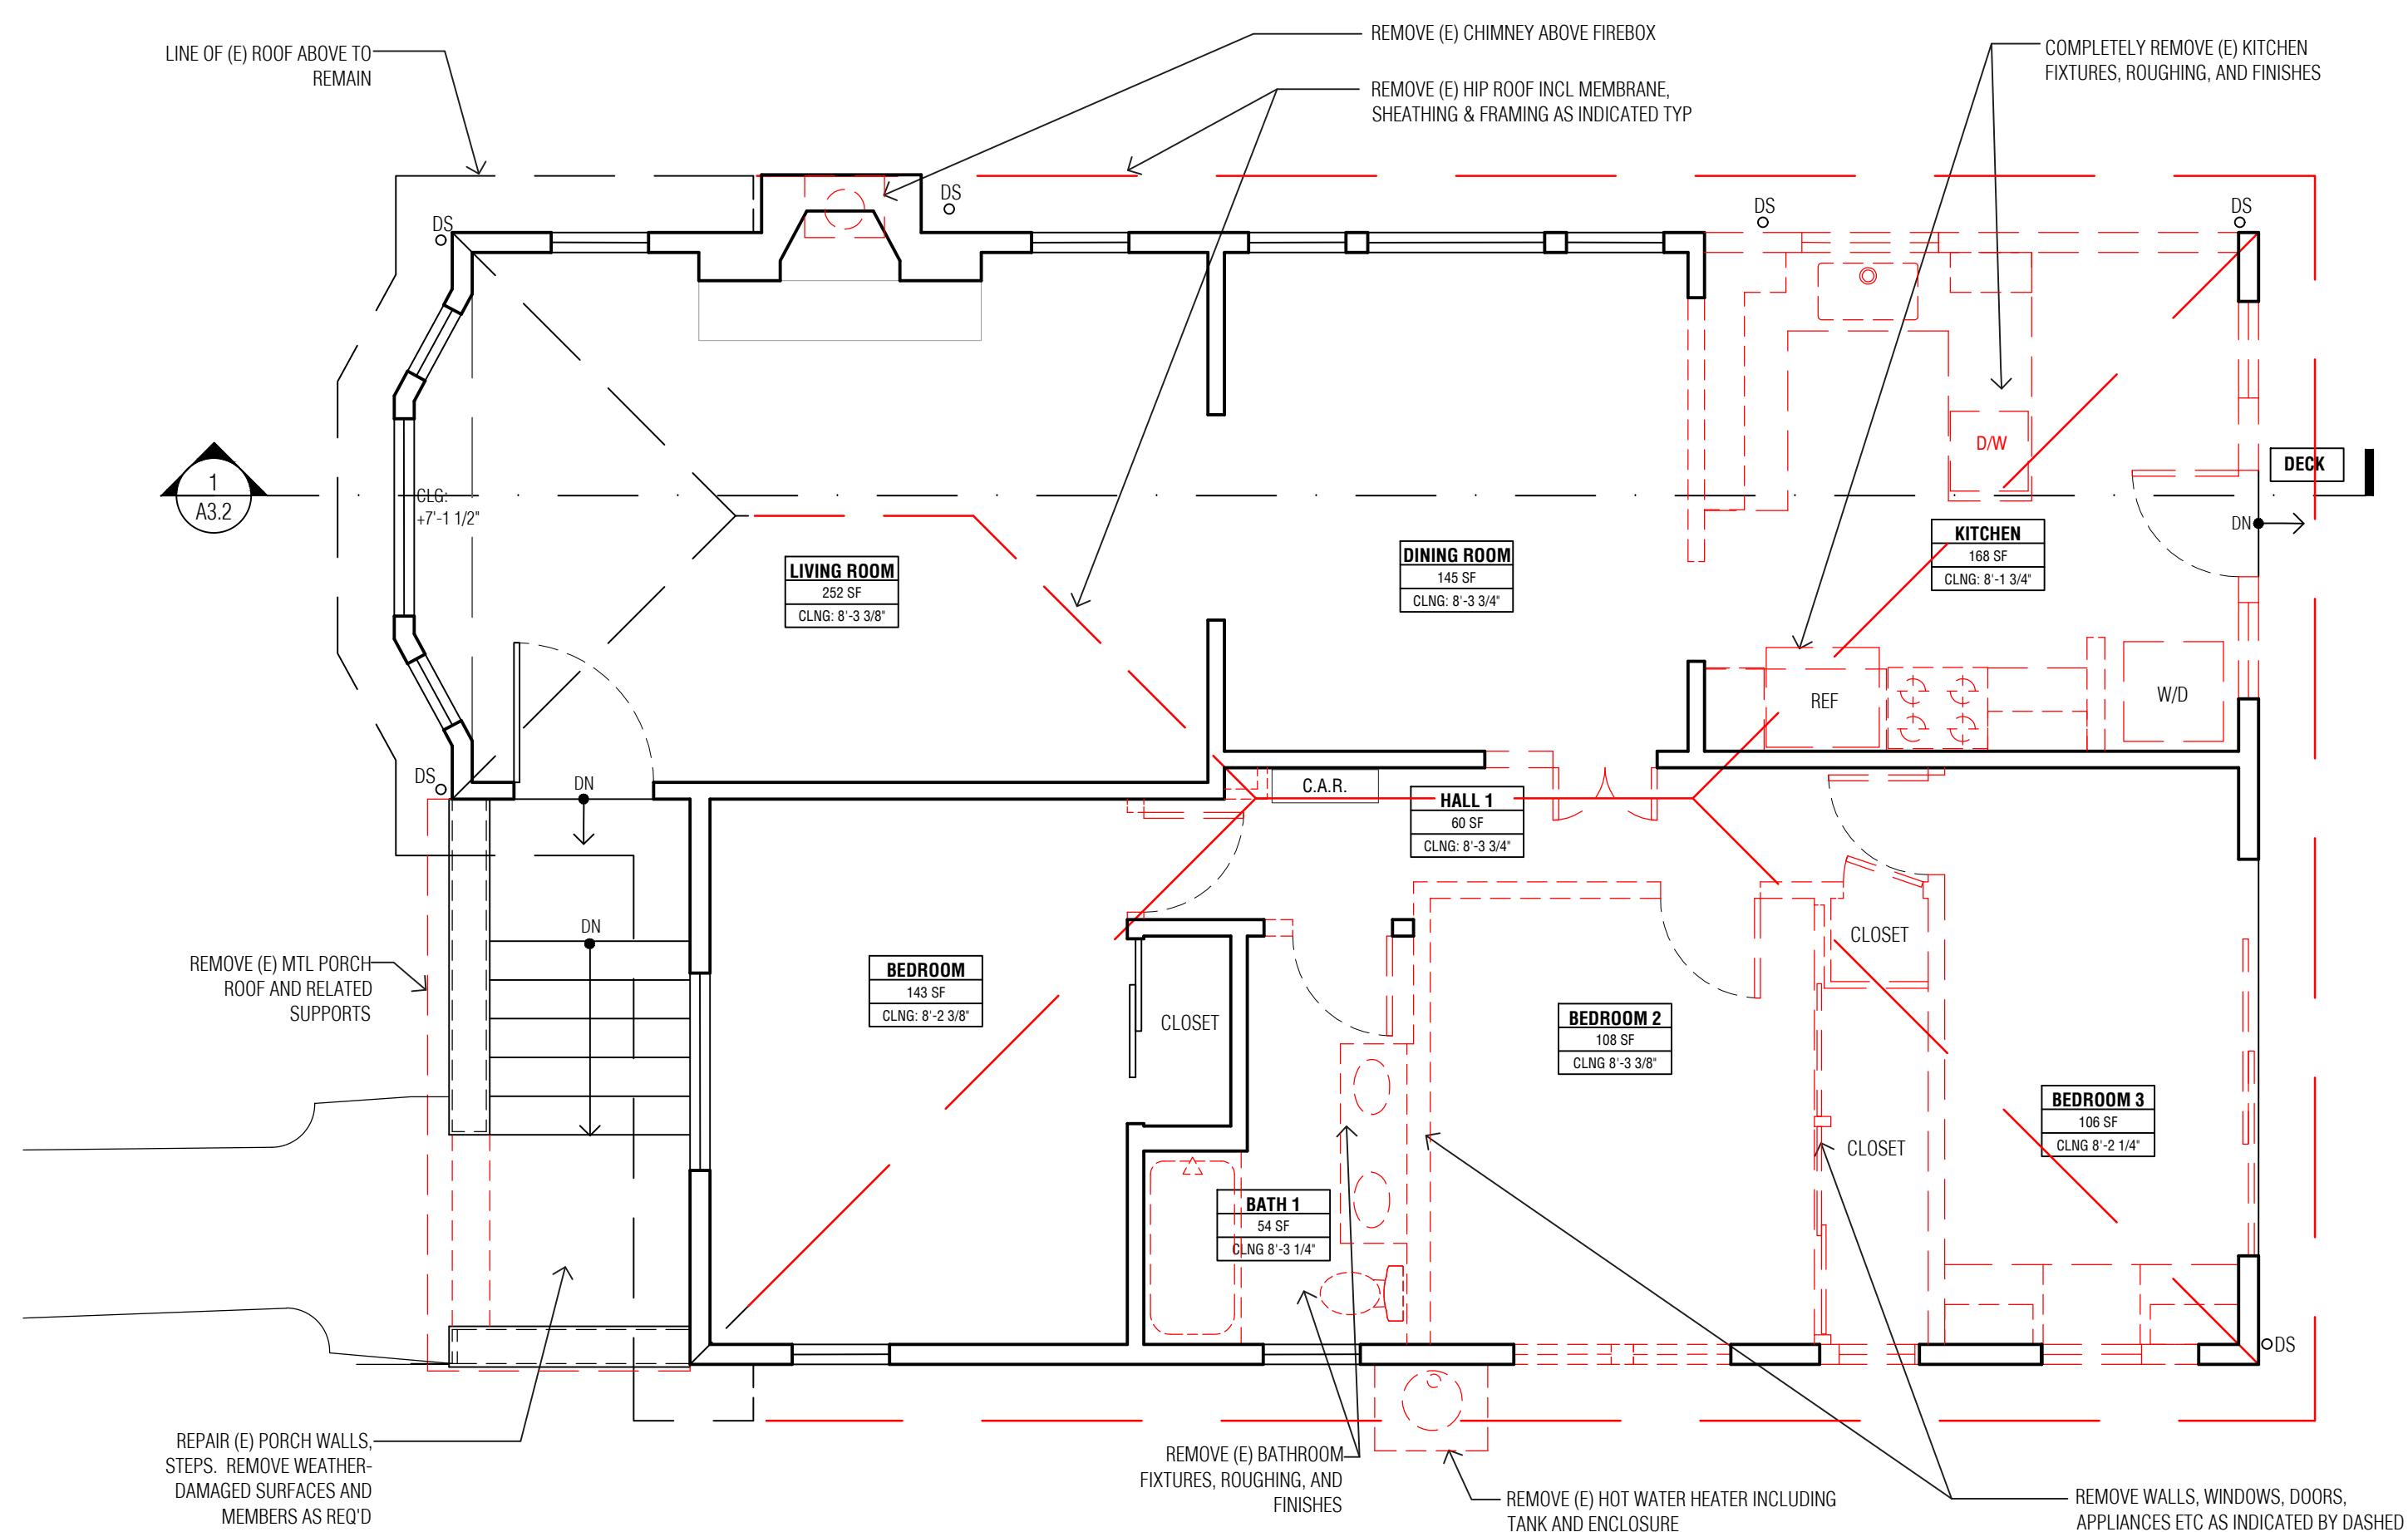 LINE OF (E) ROOF ABOVE TO
REMAIN
REMOVE (E) CHIMNEY ABOVE FIREBOX
REMOVE (E) HIP ROOF INCL MEMBRANE,
SHEATHING & FRAMING AS INDICATED TYP
COMPLETELY REMOVE (E) KITCHEN
FIXTURES, ROUGHING, AND FINISHES
DS
DS
DS
DS
D/W
DECK
1
A3.2
CLG:
+7'-1 1/2"
DN
LIVING ROOM
252 SF
CLNG: 8'-3 3/8"
DINING ROOM
145 SF
CLNG: 8'-3 3/4"
KITCHEN
168 SF
CLNG: 8'-1 3/4"
REF
W/D
DS
DN
C.A.R.
HALL 1
60 SF
CLNG: 8'-3 3/4"
DN
CLOSET
REMOVE (E) MTL PORCH
ROOF AND RELATED
SUPPORTS
BEDROOM
143 SF
CLNG: 8'-2 3/8"
CLOSET
BEDROOM 2
108 SF
CLNG 8'-3 3/8"
BEDROOM 3
106 SF
CLNG 8'-2 1/4"
CLOSET
BATH 1
54 SF
CLNG 8'-3 1/4"
DS
REPAIR (E) PORCH WALLS,
STEPS. REMOVE WEATHER-
DAMAGED SURFACES AND
MEMBERS AS REQ'D
REMOVE (E) BATHROOM
FIXTURES, ROUGHING, AND
FINISHES
REMOVE (E) HOT WATER HEATER INCLUDING
TANK AND ENCLOSURE
REMOVE WALLS, WINDOWS, DOORS,
APPLIANCES ETC AS INDICATED BY DASHED